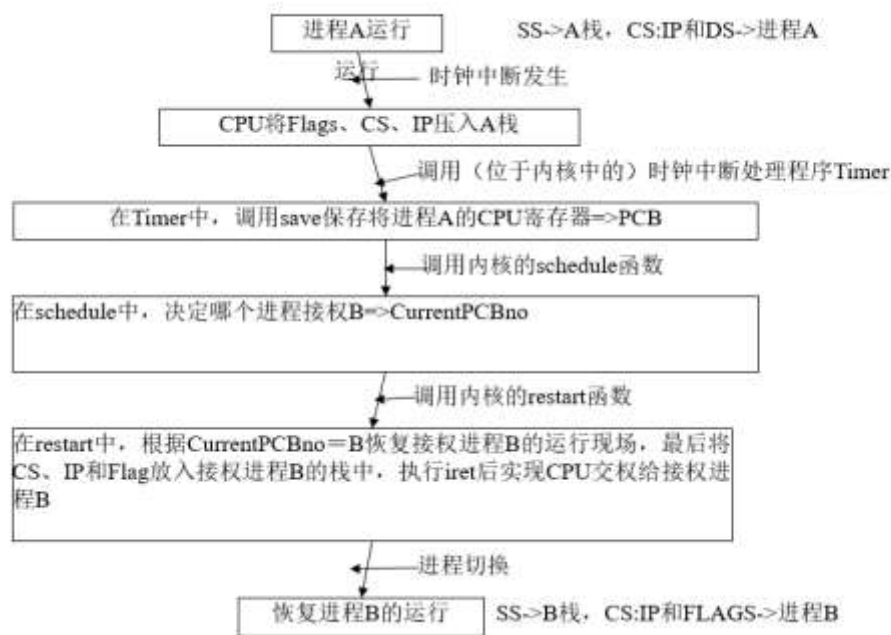 进程A运行 SS->A栈，CS:IP和DS->进程A
运行 时钟中断发生
CPU将Flags、CS、IP压入A栈
调用（位于内核中的）时钟中断处理程序Timer
在Timer中，调用save保存将进程A的CPU寄存器=>PCB
调用内核的schedule函数
在schedule中，决定哪个进程接权B=>CurrentPCBno
调用内核的restart函数
在restart中，根据CurrentPCBno＝B恢复接权进程B的运行现场，最后将
CS、IP和Flag放入接权进程B的栈中，执行iret后实现CPU交权给接权进
程B
进程切换
恢复进程B的运行 SS->B栈，CS:IP和FLAGS->进程B